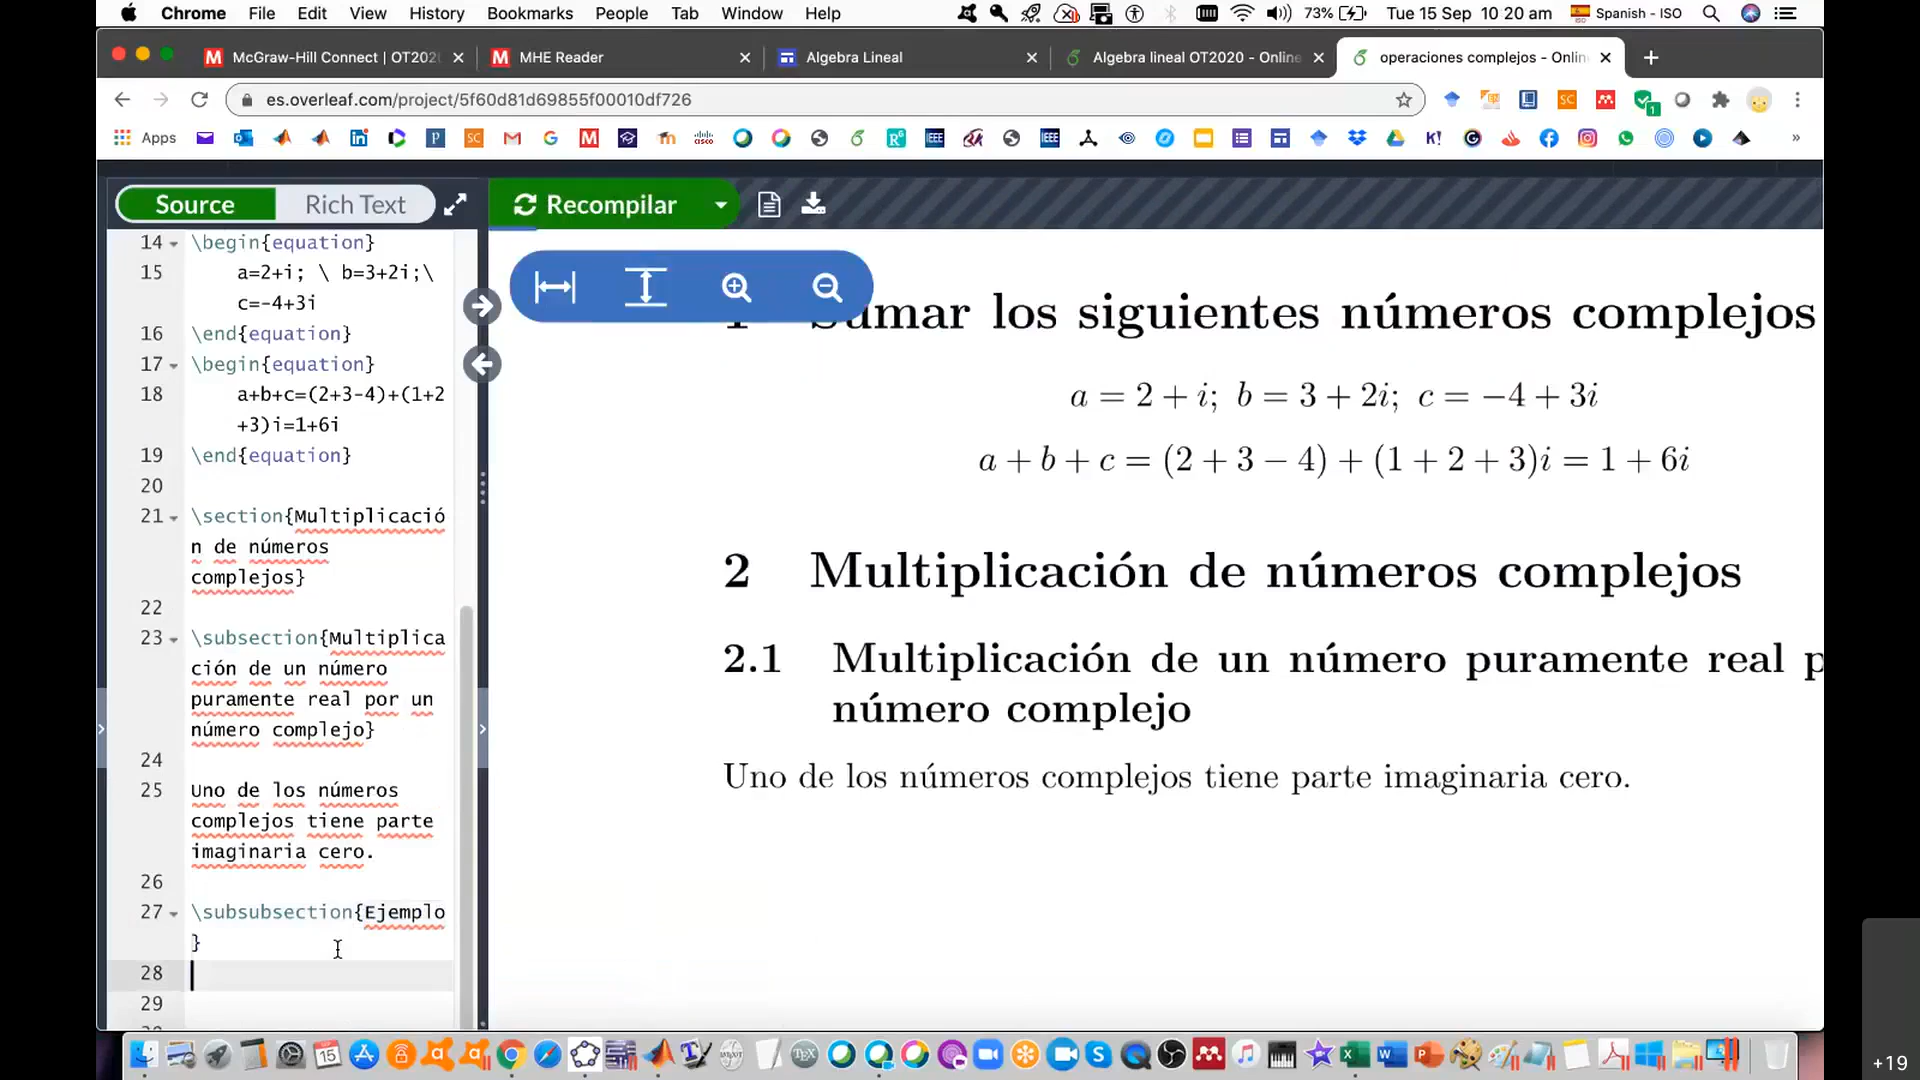 Chrome File Edit View History Bookmarks People Tab Window Help 73% Tue 15 Sep 10 20 am Spanish - ISO
McGraw-Hill Connect | OT202 MHE Reader Algebra Lineal Algebra lineal OT2020 - Online operaciones complejos - Onlin
es.overleaf.com/project/5f60d81d69855f00010df726
Apps
Source Rich Text Recompilar
14 \begin{equation}
15 a=2+i; \ b=3+2i;\
c=-4+3i
16 \end{equation}
17 \begin{equation}
18 a+b+c=(2+3-4)+(1+2
+3)i=1+6i
19 \end{equation}
20
21 \section{Multiplicació
n de números
complejos}
22
23 \subsection{Multiplica
ción de un número
puramente real por un
número complejo}
24
25 Uno de los números
complejos tiene parte
imaginaria cero.
26
27 \subsubsection{Ejemplo
}
28
29
1 Sumar los siguientes números complejos
a = 2 + i; b = 3 + 2i; c = −4 + 3i
a + b + c = (2 + 3 − 4) + (1 + 2 + 3)i = 1 + 6i
2 Multiplicación de números complejos
2.1 Multiplicación de un número puramente real p
número complejo
Uno de los números complejos tiene parte imaginaria cero.
+19